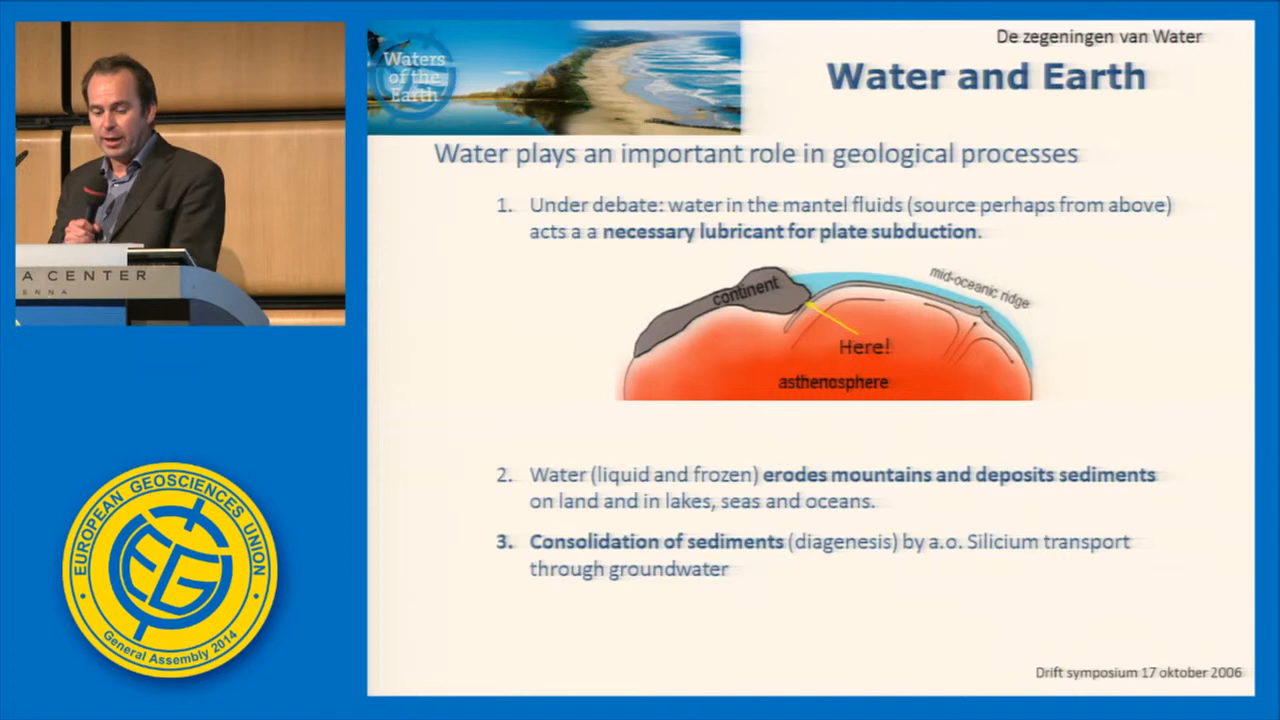 A CENTER
ENNA
EUROPEAN GEOSCIENCES UNION
EGU
General Assembly 2014
Waters
of the
Earth
De zegeningen van Water
Water and Earth
Water plays an important role in geological processes
1. Under debate: water in the mantel fluids (source perhaps from above)
acts a a necessary lubricant for plate subduction.
continent
mid-oceanic ridge
Here!
asthenosphere
2. Water (liquid and frozen) erodes mountains and deposits sediments
on land and in lakes, seas and oceans.
3. Consolidation of sediments (diagenesis) by a.o. Silicium transport
through groundwater
Drift symposium 17 oktober 2006